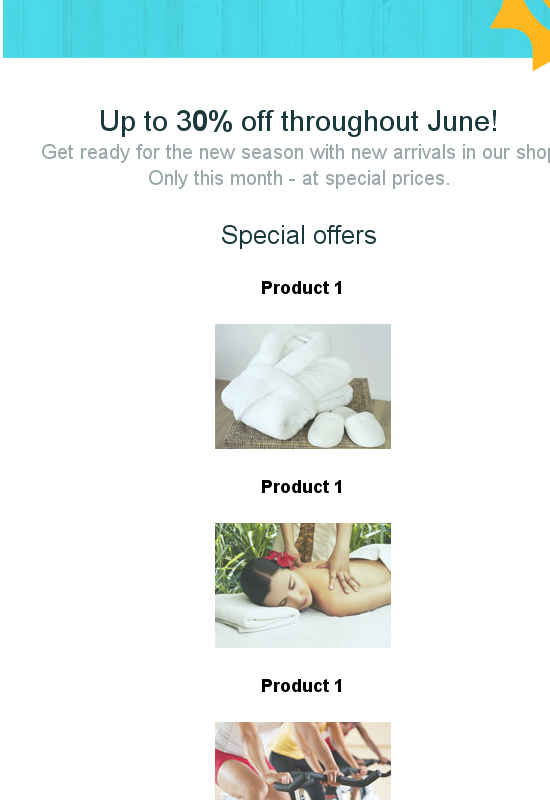 Up to 30% off throughout June!
Get ready for the new season with new arrivals in our shop
Only this month - at special prices.
Special offers
Product 1
Product 1
Product 1